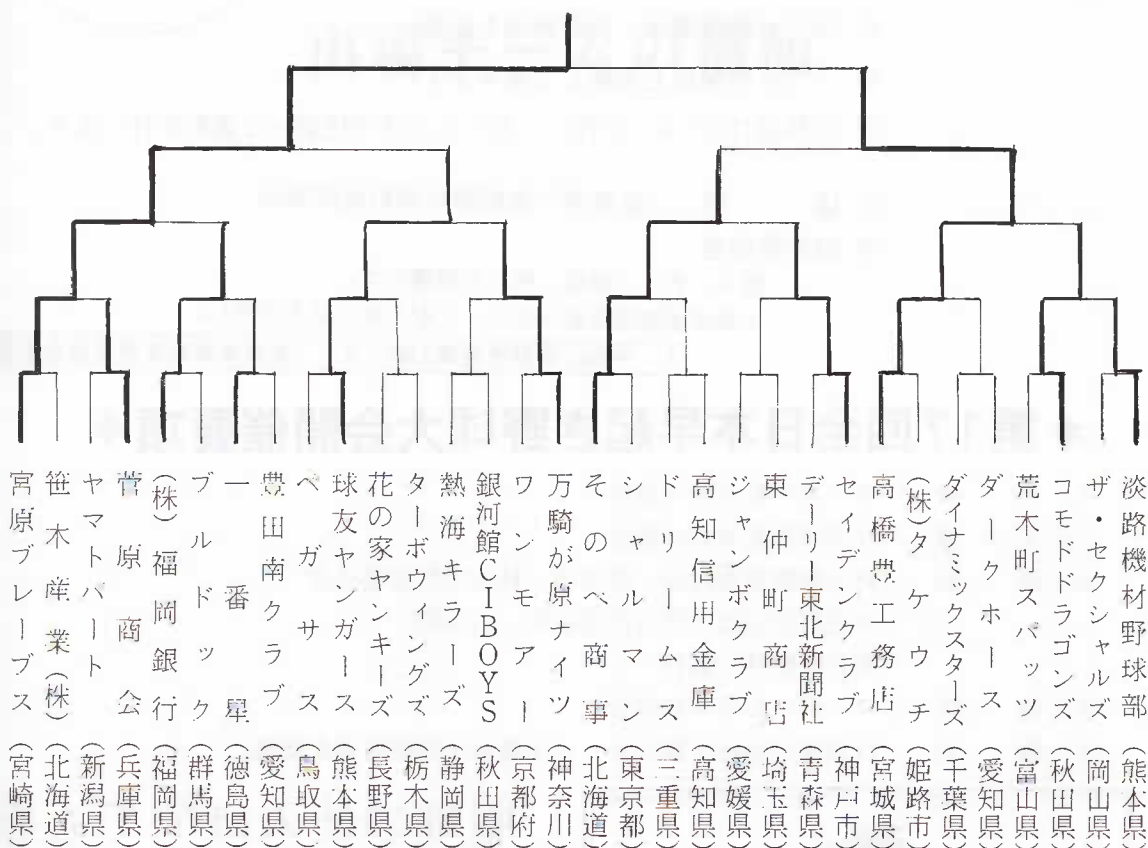 淡路機材野球部(熊本県)
ザ・セクシャルズ(岡山県)
コモドドラゴンズ(秋田県)
荒木町スパッツ(富山県)
ダークホース(愛知県)
ダイナミックスターズ(千葉県)
(株)タケウチ(姫路市)
高橋豊工務店(宮城県)
セイデンクラブ(神戸市)
デーリー東北新聞社(青森県)
東仲町商店(埼玉県)
ジャンボクラブ(愛媛県)
高知信用金庫(高知県)
ドリームス(三重県)
シャルマン(東京都)
そのべ商事(北海道)
万騎が原ナイツ(神奈川)
ワンモアー(京都府)
銀河館CIBOYS(秋田県)
熱海キラーズ(静岡県)
ターボウィングズ(栃木県)
花の家ヤンキーズ(長野県)
球友ヤンガース(熊本県)
ペガサス(鳥取県)
豊田南クラブ(愛知県)
一番星(徳島県)
ブルドック(群馬県)
(株)福岡銀行(福岡県)
菅原商会(兵庫県)
ヤマトパート(新潟県)
笹木産業(株)(北海道)
宮原ブレーブス(宮崎県)